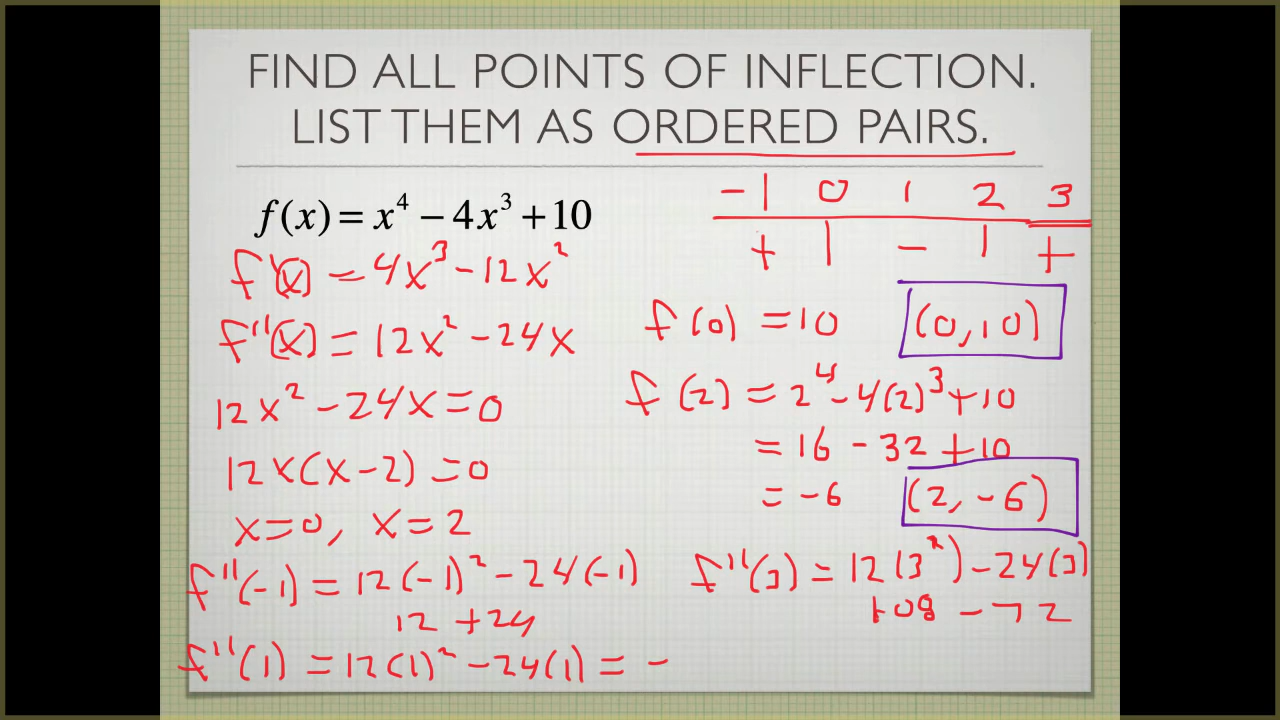 FIND ALL POINTS OF INFLECTION.
LIST THEM AS ORDERED PAIRS.
f(x) = x⁴ − 4x³ + 10
f'(x) = 4x³ - 12x²
f''(x) = 12x² - 24x
12x² - 24x = 0
12x(x - 2) = 0
x = 0, x = 2
f''(-1) = 12(-1)² - 24(-1)
12 + 24
f''(1) = 12(1)² - 24(1) = -
-1 0 1 2 3
+ | - | +
f(0) = 10 (0, 10)
f(2) = 2⁴ - 4(2)³ + 10
= 16 - 32 + 10
= -6 (2, -6)
f''(3) = 12(3²) - 24(3)
108 - 72